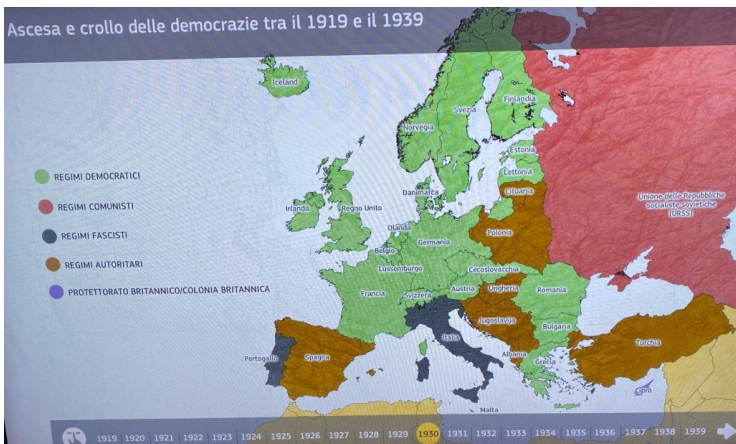 Ascesa e crollo delle democrazie tra il 1919 e il 1939
Iceland
Norvegia
Svezia
Finlandia
Estonia
Lettonia
Lituania
Danimarca
Irlanda
Regno Unito
Olanda
Belgio
Germania
Polonia
Unione delle Repubbliche
socialiste sovietiche
(URSS)
REGIMI DEMOCRATICI
REGIMI COMUNISTI
REGIMI FASCISTI
REGIMI AUTORITARI
PROTETTORATO BRITANNICO/COLONIA BRITANNICA
Lussemburgo
Cecoslovacchia
Francia
Svizzera
Austria
Ungheria
Romania
Jugoslavija
Bulgaria
Italia
Albania
Grecia
Turchia
Portogallo
Spagna
Cipro
Malta
1919 1920 1921 1922 1923 1924 1925 1926 1927 1928 1929 1930 1931 1932 1933 1934 1935 1936 1937 1938 1939